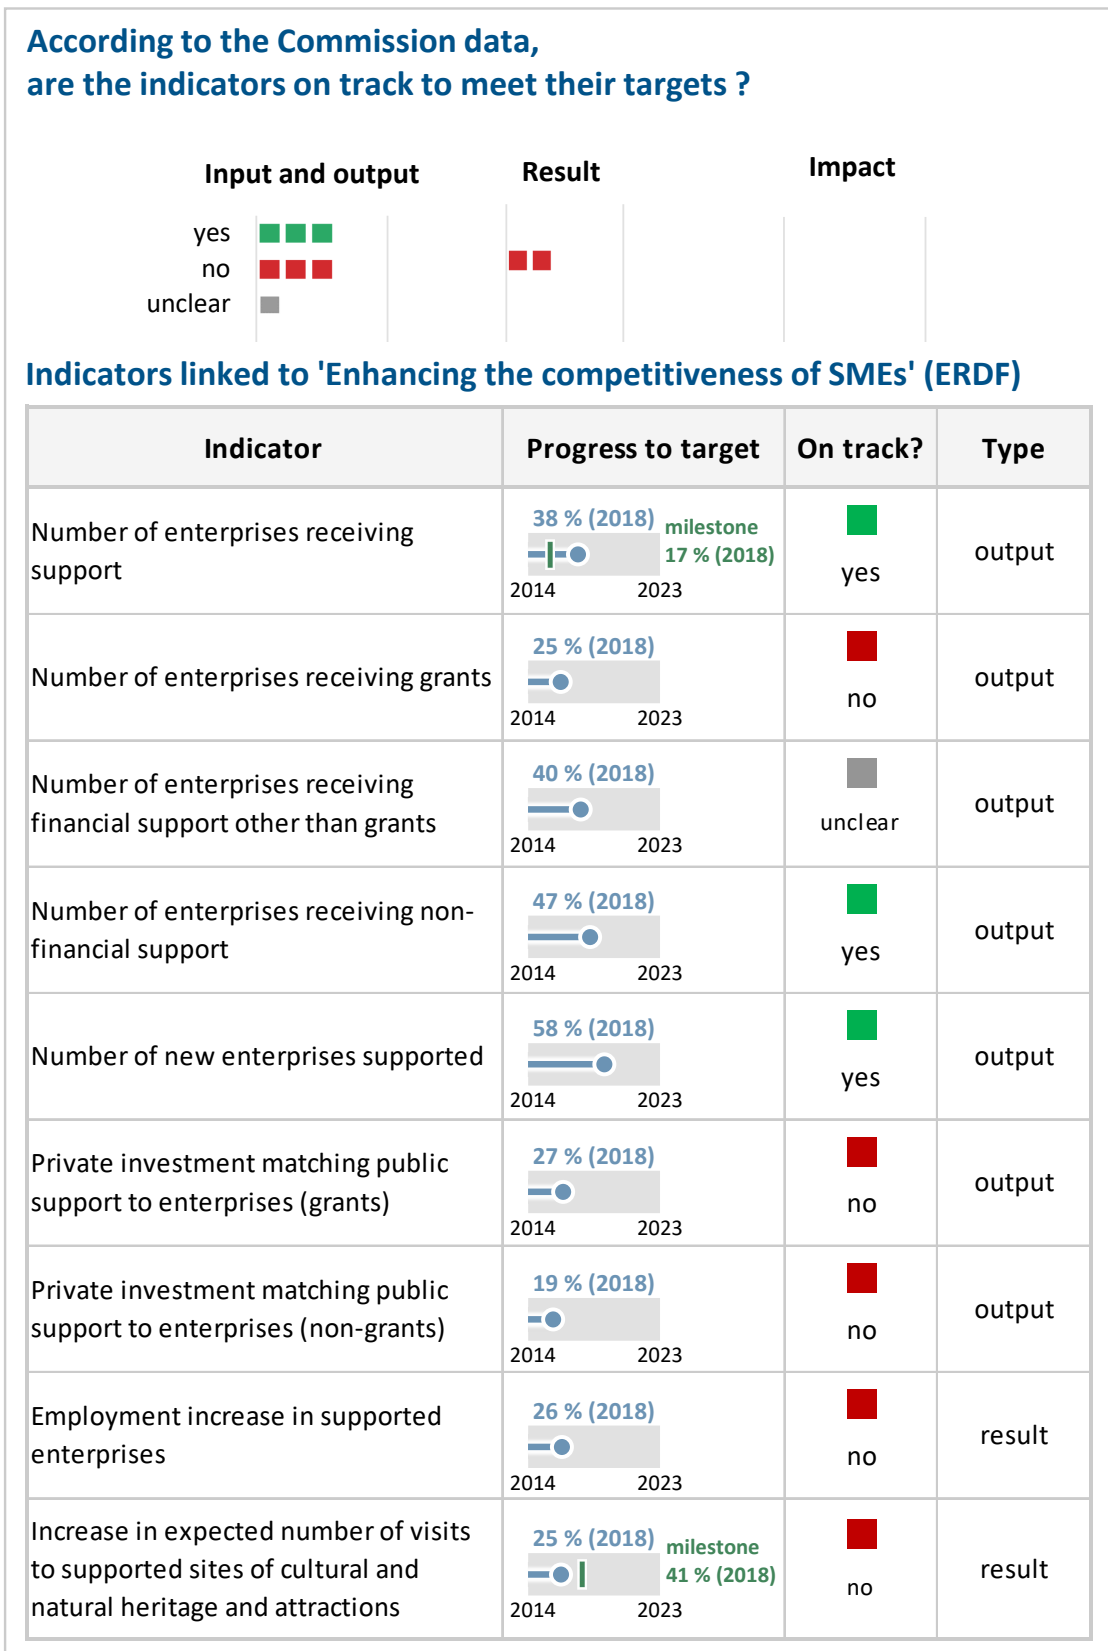 According to the Commission data,
are the indicators on track to meet their targets ?
Input and output
Result
Impact
yes
no
unclear
Indicators linked to 'Enhancing the competitiveness of SMEs' (ERDF)
Indicator
Progress to target
On track?
Type
Number of enterprises receiving
support
38 % (2018)
milestone
17 % (2018)
2014
2023
yes
output
Number of enterprises receiving grants
25 % (2018)
2014
2023
no
output
Number of enterprises receiving
financial support other than grants
40 % (2018)
2014
2023
unclear
output
Number of enterprises receiving non-
financial support
47 % (2018)
2014
2023
yes
output
Number of new enterprises supported
58 % (2018)
2014
2023
yes
output
Private investment matching public
support to enterprises (grants)
27 % (2018)
2014
2023
no
output
Private investment matching public
support to enterprises (non-grants)
19 % (2018)
2014
2023
no
output
Employment increase in supported
enterprises
26 % (2018)
2014
2023
no
result
Increase in expected number of visits
to supported sites of cultural and
natural heritage and attractions
25 % (2018)
milestone
41 % (2018)
2014
2023
no
result